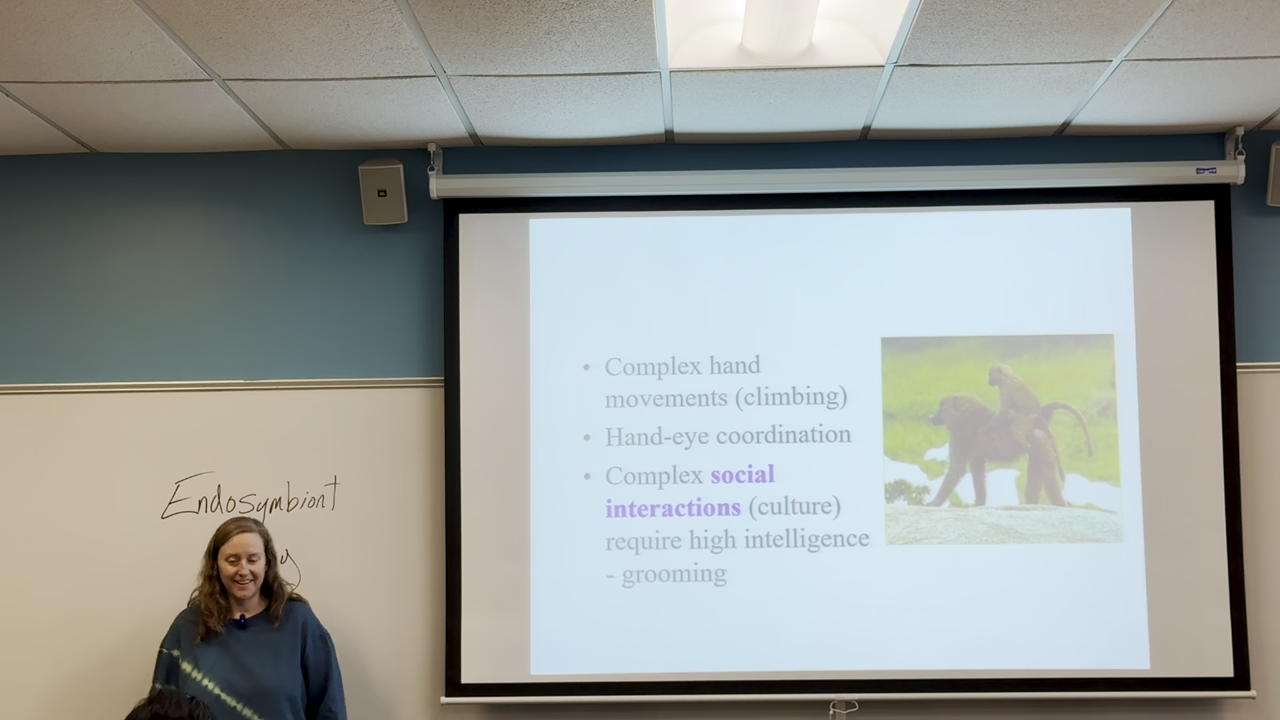 • Complex hand
movements (climbing)
• Hand-eye coordination
• Complex social
interactions (culture)
require high intelligence
- grooming
Endosymbiont